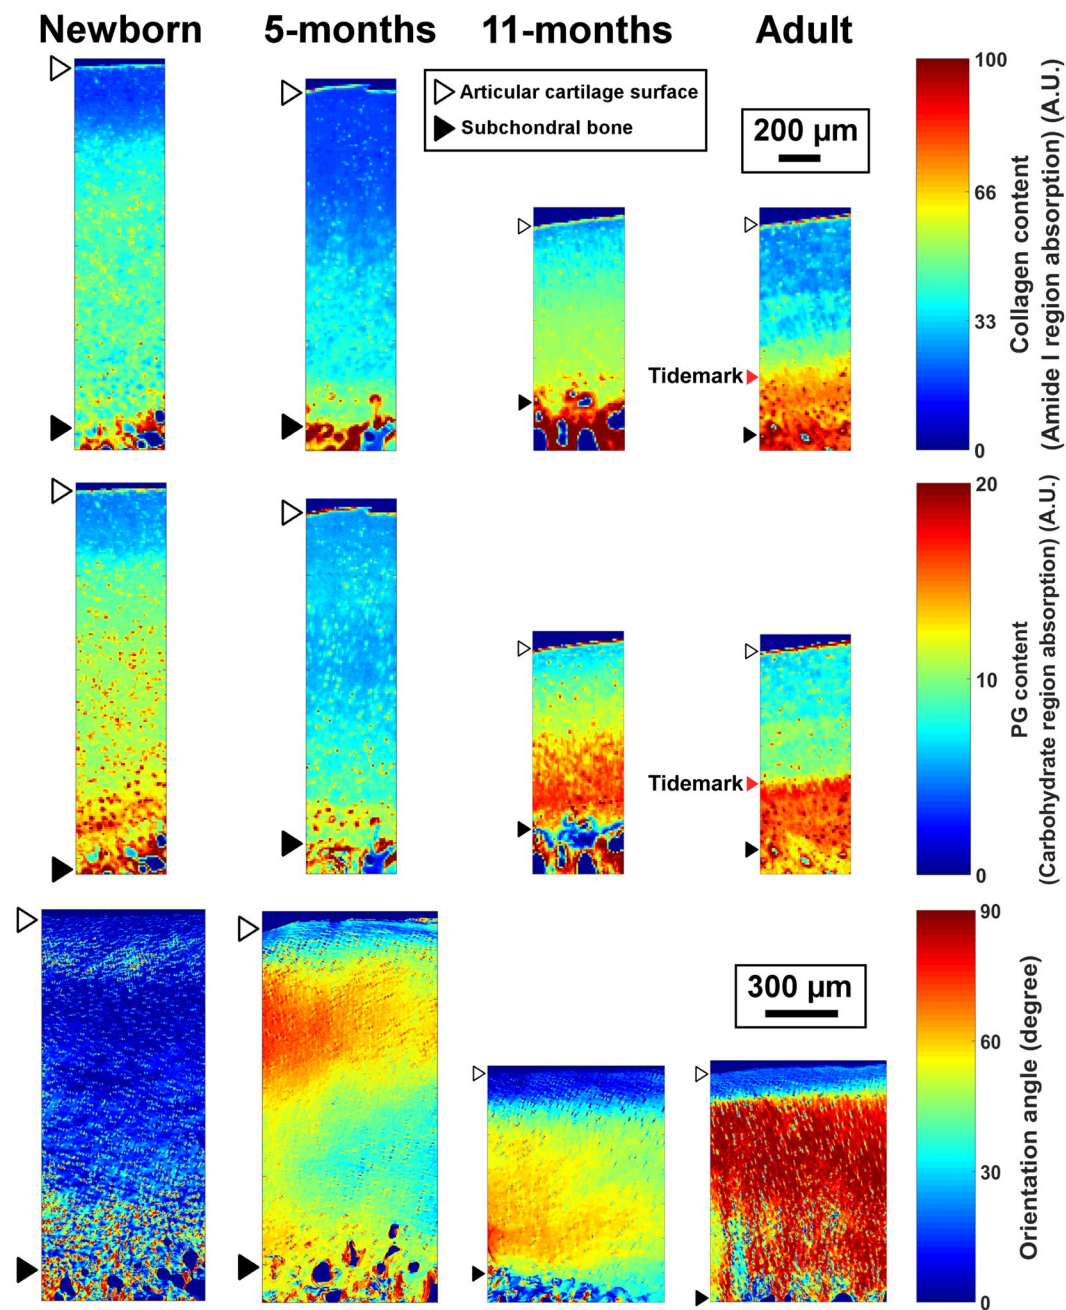 Newborn
5-months
11-months
Adult
Articular cartilage surface
Subchondral bone
200 µm
Tidemark
100
66
33
0
Collagen content
(Amide I region absorption) (A.U.)
Tidemark
20
10
0
PG content
(Carbohydrate region absorption) (A.U.)
300 µm
90
60
30
0
Orientation angle (degree)